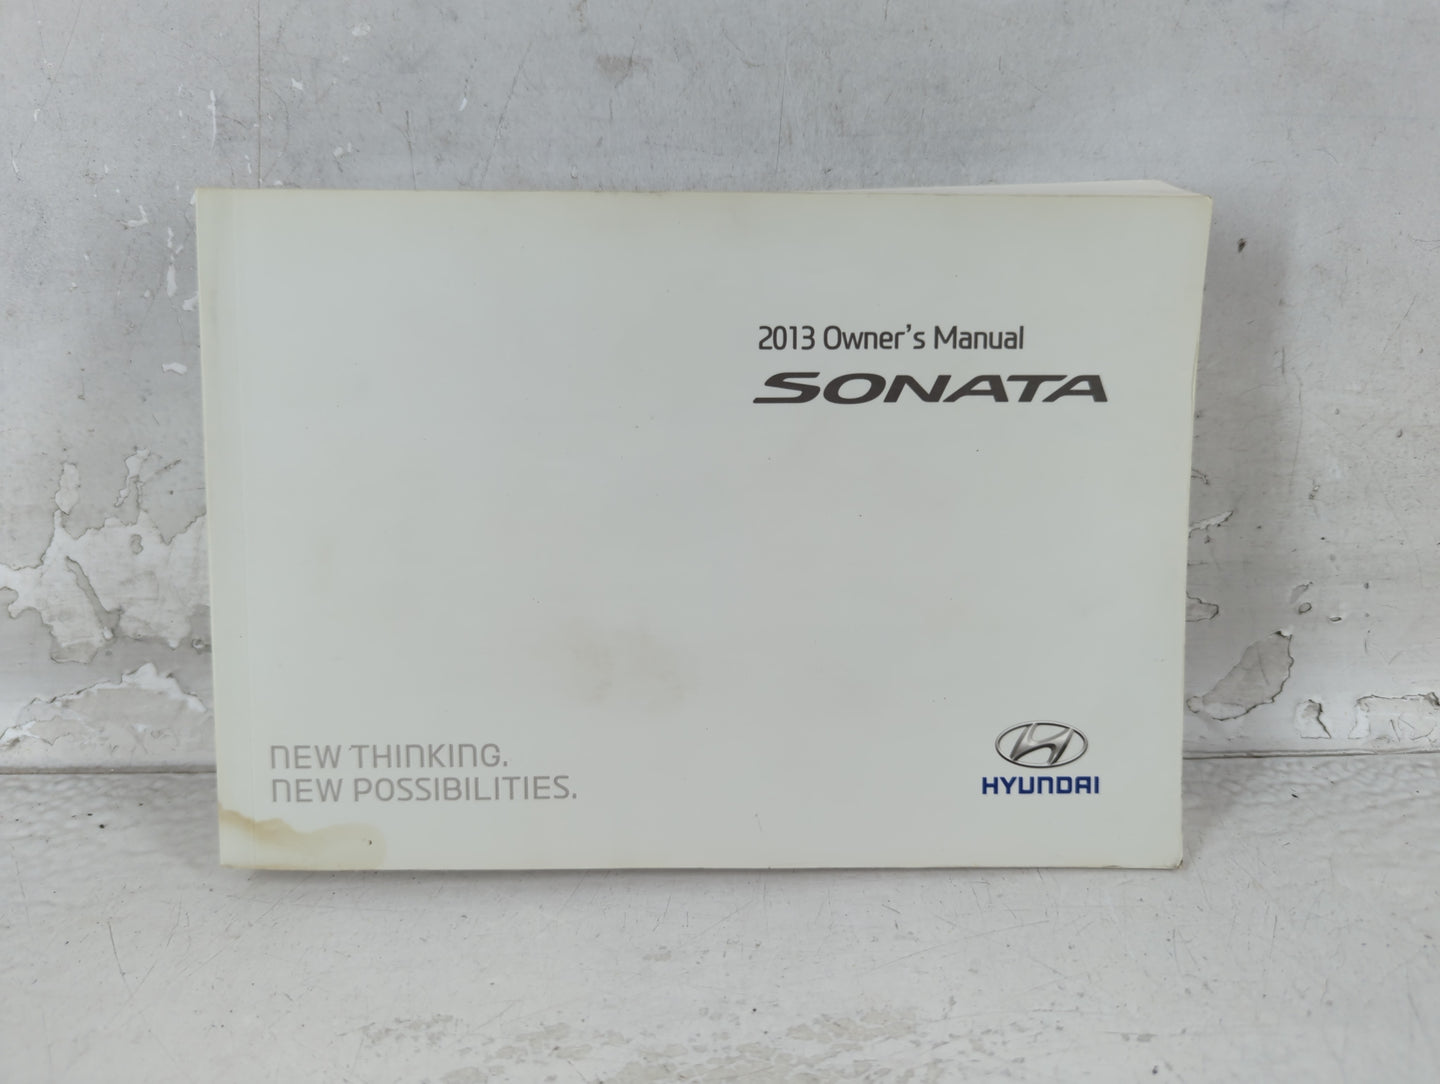 2013 Owner's Manual
SONATA
NEW THINKING.
NEW POSSIBILITIES.
HYUNDAI